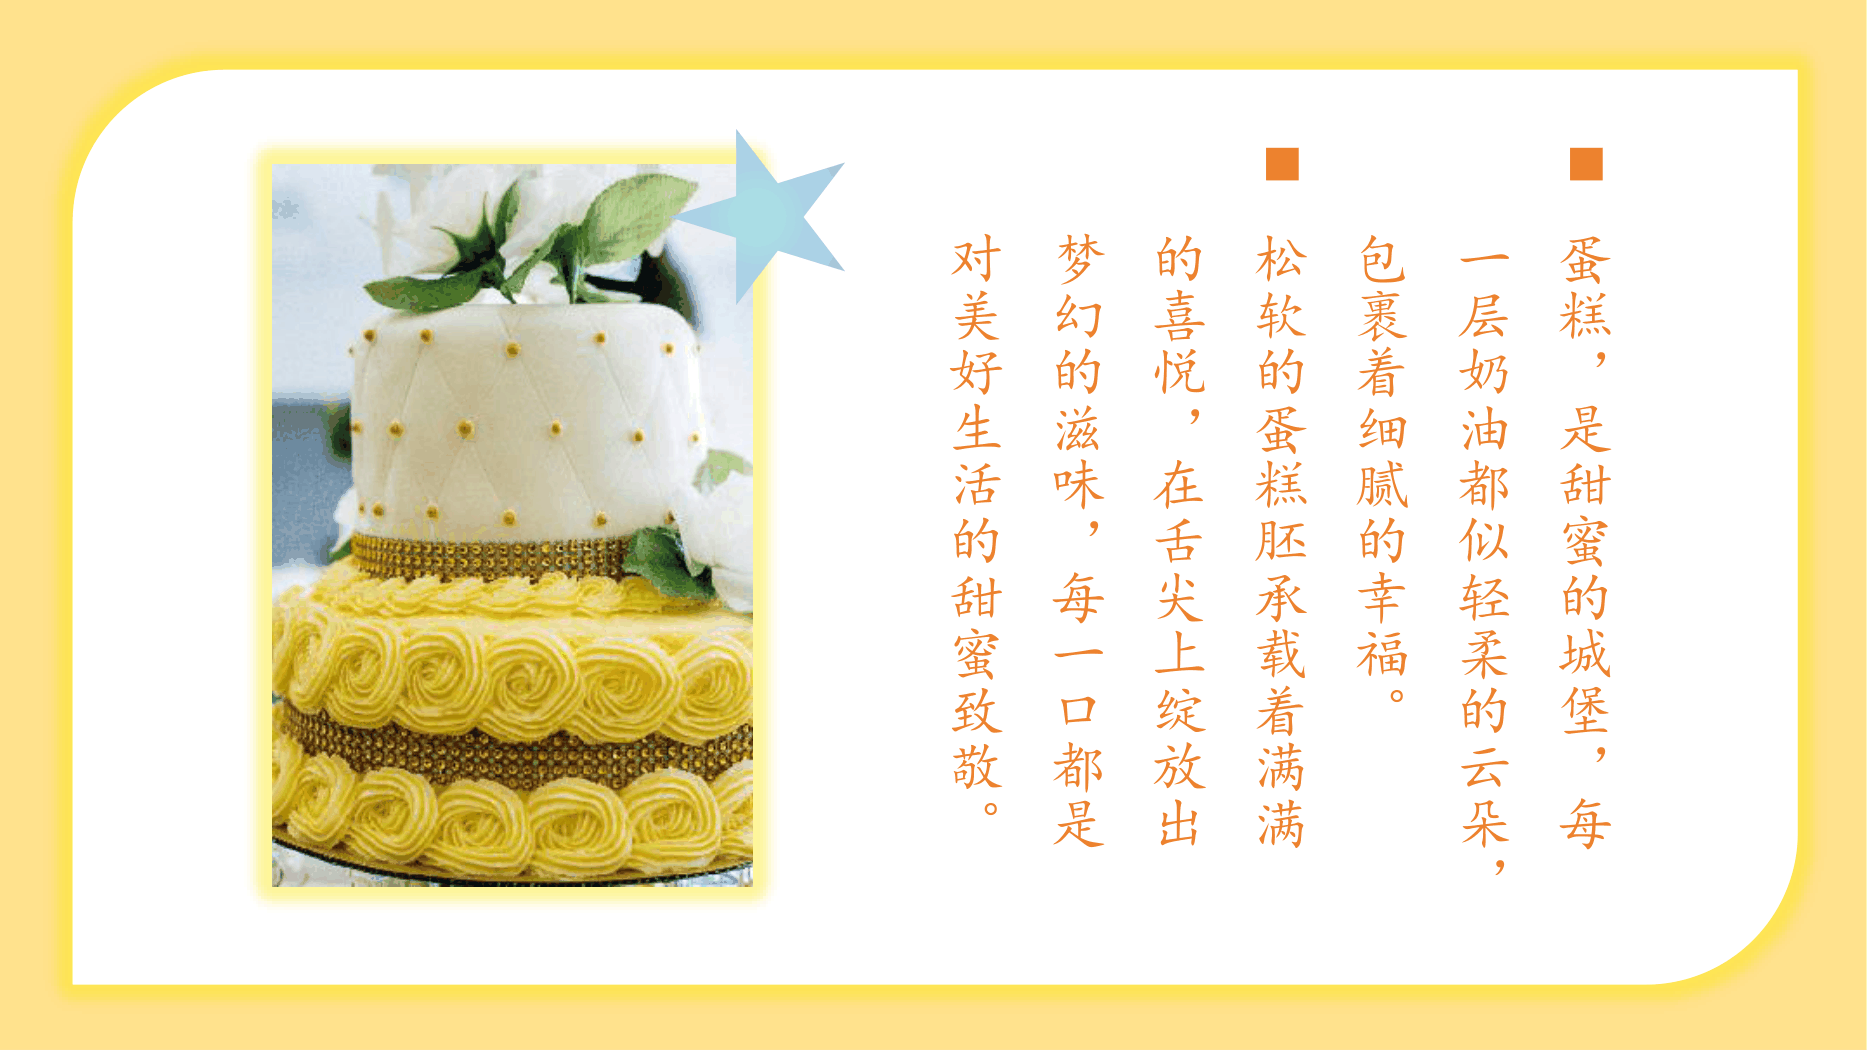 ■ 蛋糕，是甜蜜的城堡，每
一层奶油都似轻柔的云朵，
包裹着细腻的幸福。
■ 松软的蛋糕胚承载着满满
的喜悦，在舌尖上绽放出
梦幻的滋味，每一口都是
对美好生活的甜蜜致敬。